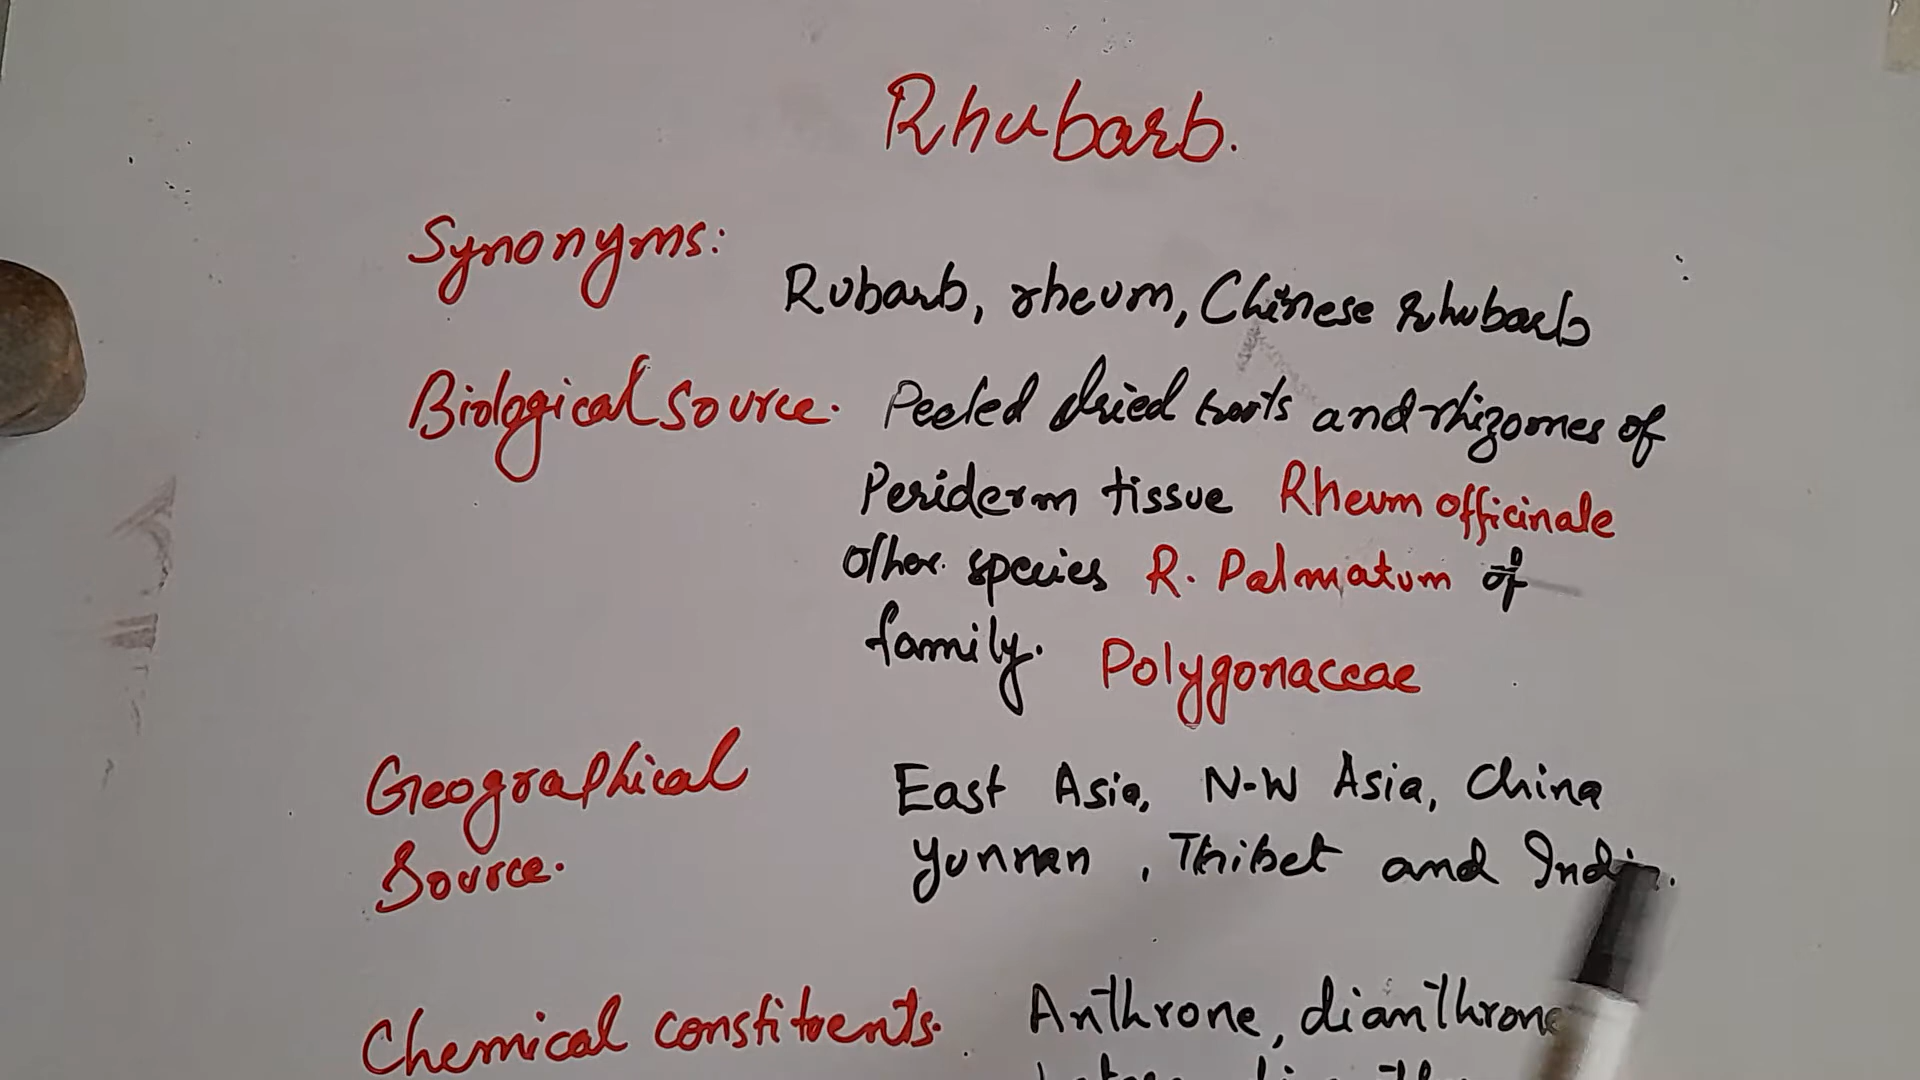 Rhubarb.
Synonyms:
Rubarb, rheum, Chinese rhubarb
Biological source. Peeled dried roots and rhizomes of
Periderm tissue Rheum officinale
other species R. Palmatum of
family. Polygonaceae
Geographical East Asia, N-W Asia, China
Source. Yunnan, Thibet and India.
Chemical constituents. Anthrone, dianthrone